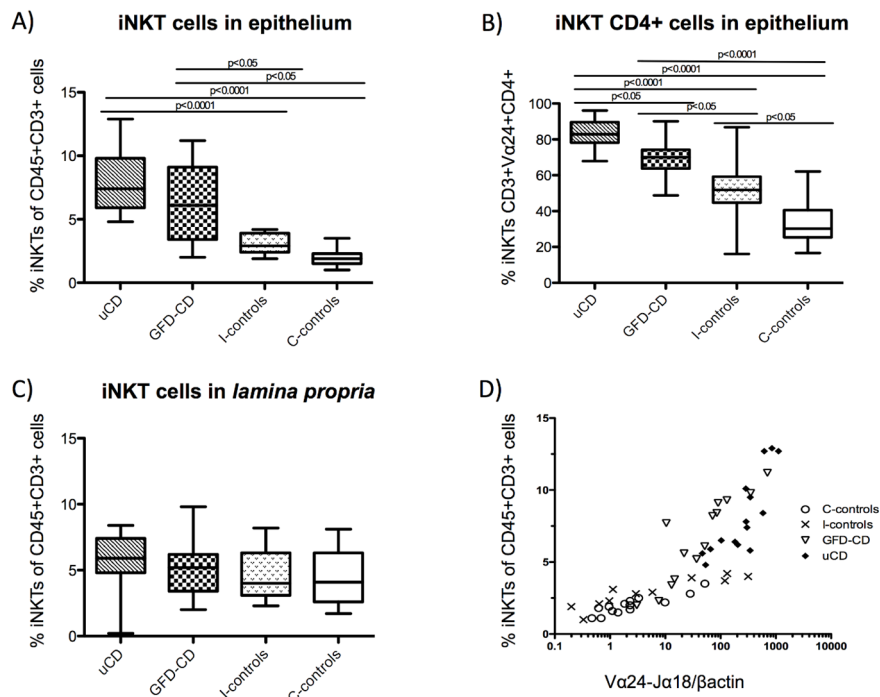 A)
iNKT cells in epithelium
p<0.05
p<0.05
p<0.0001
p<0.0001
% iNKTs of CD45+CD3+ cells
15
10
5
0
uCD
GFD-CD
I-controls
C-controls
B)
iNKT CD4+ cells in epithelium
p<0.0001
p<0.0001
p<0.0001
p<0.05 p<0.05 p<0.05
% iNKTs CD3+Vα24+CD4+
100
80
60
40
20
0
uCD
GFD-CD
I-controls
C-controls
C)
iNKT cells in lamina propria
% iNKTs of CD45+CD3+ cells
15
10
5
0
uCD
GFD-CD
I-controls
C-controls
D)
% iNKTs of CD45+CD3+ cells
15
10
5
0
0.1 1 10 100 1000 10000
Vα24-Jα18/βactin
C-controls
I-controls
GFD-CD
uCD